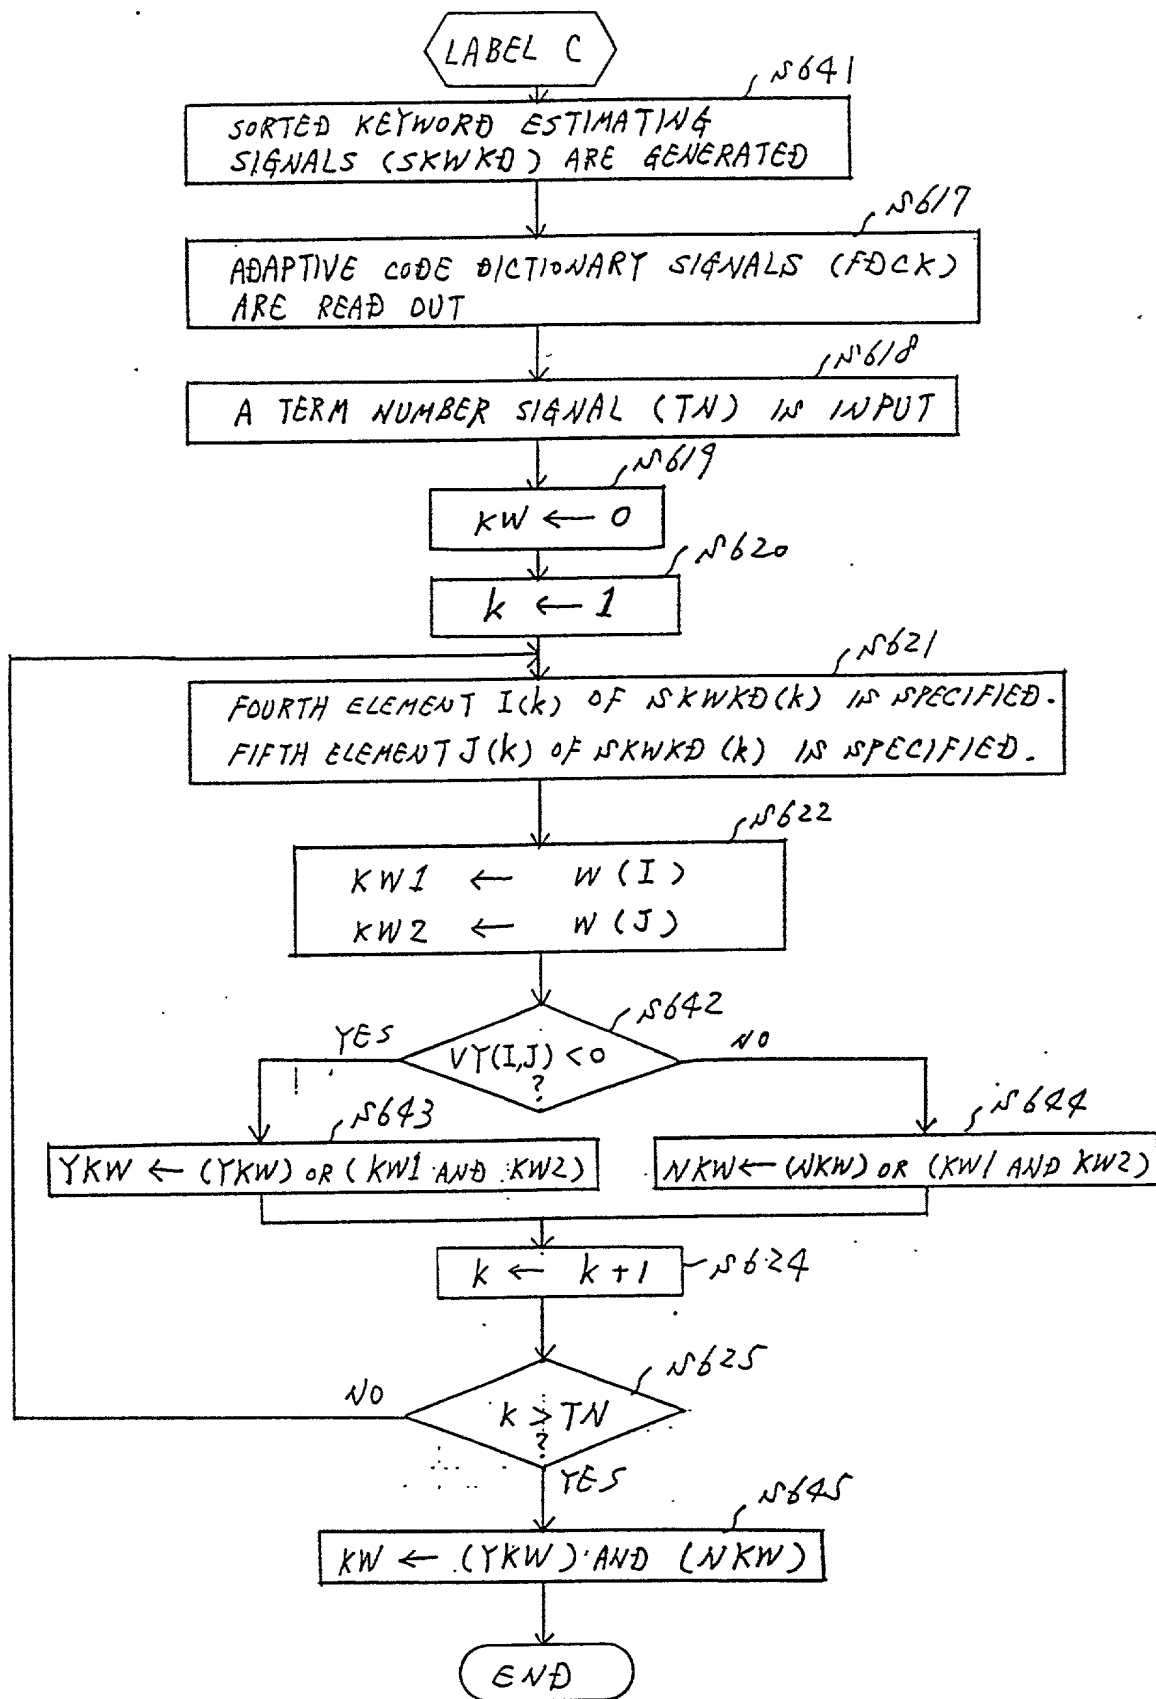 LABEL C
S641
SORTED KEYWORD ESTIMATING
SIGNALS (SKWKD) ARE GENERATED
S617
ADAPTIVE CODE DICTIONARY SIGNALS (FDCK)
ARE READ OUT
S618
A TERM NUMBER SIGNAL (TN) IS INPUT
S619
KW ← 0
S620
k ← 1
S621
FOURTH ELEMENT I(k) OF SKWKD(k) IS SPECIFIED.
FIFTH ELEMENT J(k) OF SKWKD(k) IS SPECIFIED.
S622
KW1 ← W(I)
KW2 ← W(J)
S642
YES
VY(I,J) < 0
?
NO
S643
S644
YKW ← (YKW) OR (KW1 AND KW2)
NKW ← (NKW) OR (KW1 AND KW2)
k ← k+1
S624
S625
NO
K > TN
?
YES
S645
KW ← (YKW) AND (NKW)
END